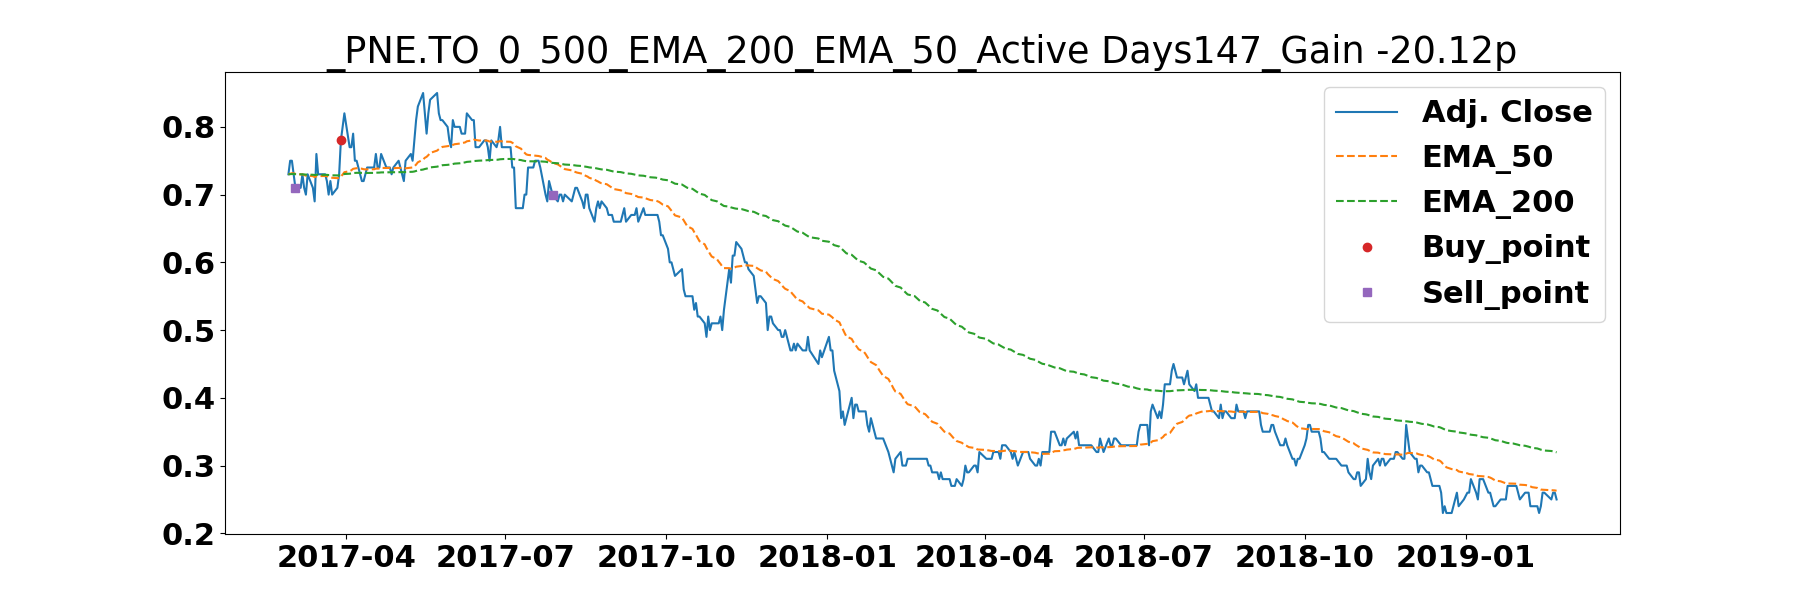 _PNE.TO_0_500_EMA_200_EMA_50_Active Days147_Gain -20.12p
Adj. Close
EMA_50
EMA_200
Buy_point
Sell_point
0.8
0.7
0.6
0.5
0.4
0.3
0.2
2017-04 2017-07 2017-10 2018-01 2018-04 2018-07 2018-10 2019-01